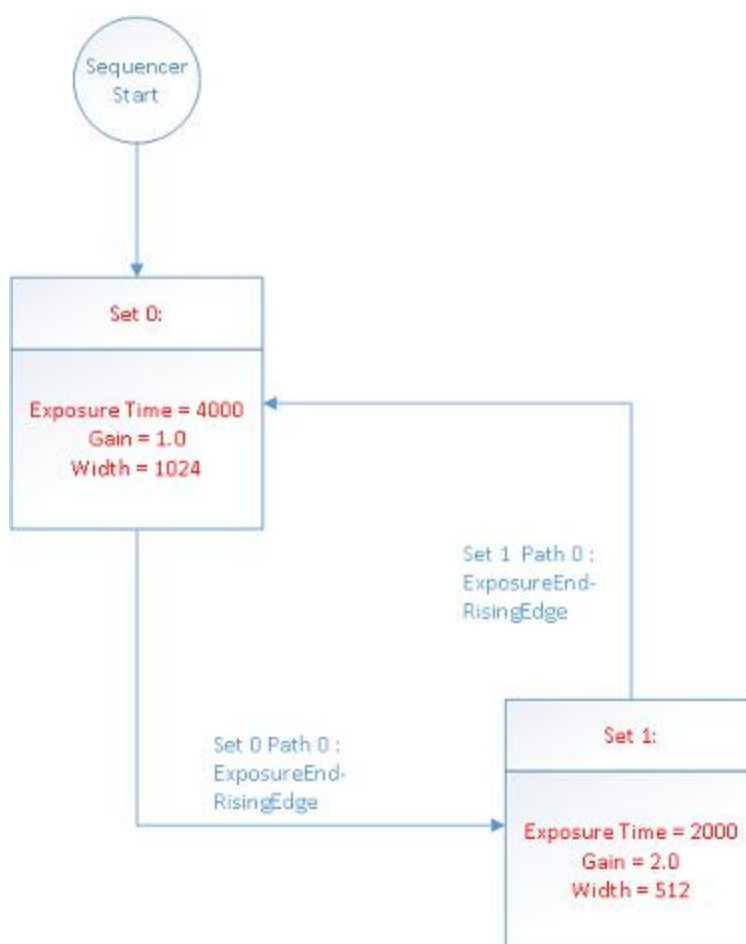 Sequencer
Start
Set 0:
Exposure Time = 4000
Gain = 1.0
Width = 1024
Set 1 Path 0 :
ExposureEnd-
RisingEdge
Set 0 Path 0 :
ExposureEnd-
RisingEdge
Set 1:
Exposure Time = 2000
Gain = 2.0
Width = 512